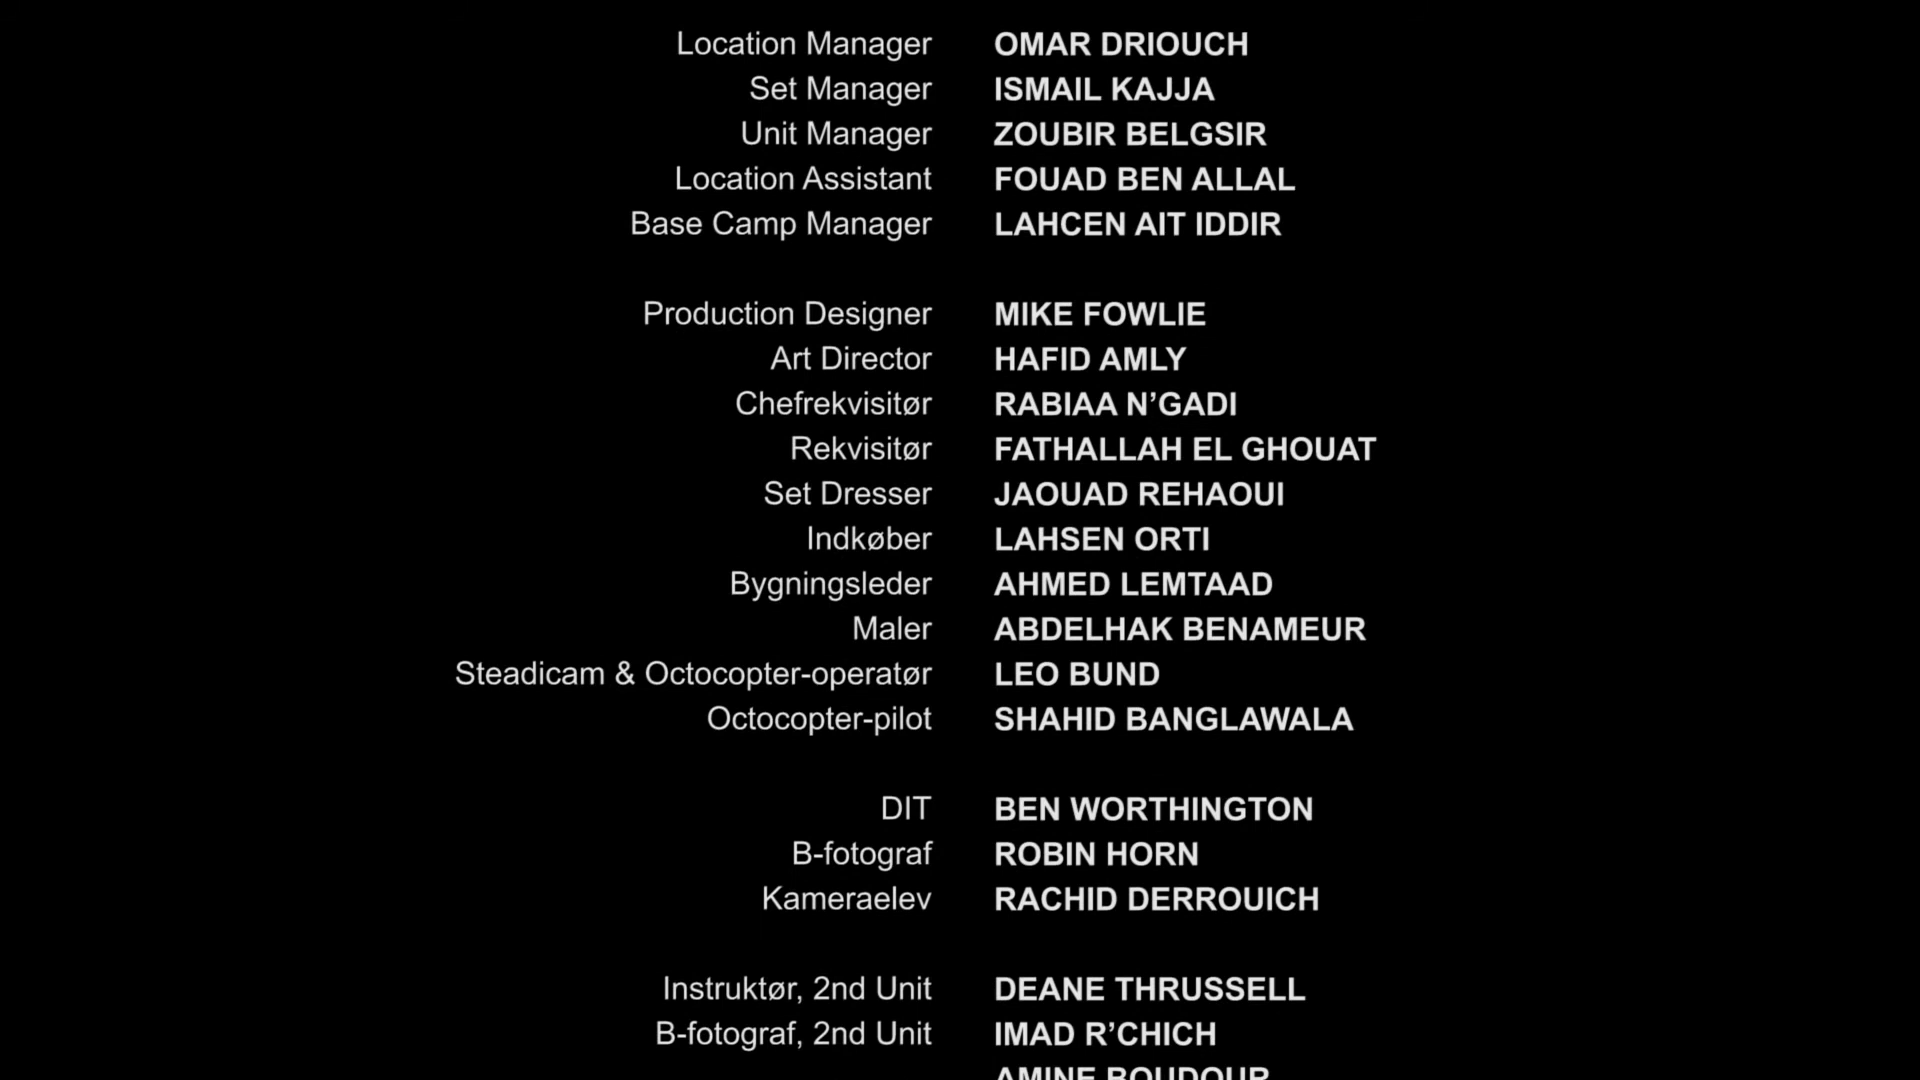 Location Manager OMAR DRIOUCH
Set Manager ISMAIL KAJJA
Unit Manager ZOUBIR BELGSIR
Location Assistant FOUAD BEN ALLAL
Base Camp Manager LAHCEN AIT IDDIR
Production Designer MIKE FOWLIE
Art Director HAFID AMLY
Chefrekvisitør RABIAA N’GADI
Rekvisitør FATHALLAH EL GHOUAT
Set Dresser JAOUAD REHAOUI
Indkøber LAHSEN ORTI
Bygningsleder AHMED LEMTAAD
Maler ABDELHAK BENAMEUR
Steadicam & Octocopter-operatør LEO BUND
Octocopter-pilot SHAHID BANGLAWALA
DIT BEN WORTHINGTON
B-fotograf ROBIN HORN
Kameraelev RACHID DERROUICH
Instruktør, 2nd Unit DEANE THRUSSELL
B-fotograf, 2nd Unit IMAD R’CHICH
AMINE BOUDOUR